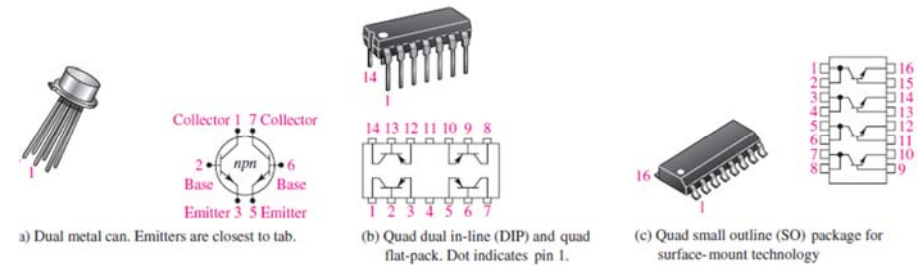 1
Collector 1 7 Collector
2 npn 6
Base Base
Emitter 3 5 Emitter
a) Dual metal can. Emitters are closest to tab.
14
1
14 13 12 11 10 9 8
1 2 3 4 5 6 7
(b) Quad dual in-line (DIP) and quad
flat-pack. Dot indicates pin 1.
16
1
1 16
2 15
3 14
4 13
5 12
6 11
7 10
8 9
(c) Quad small outline (SO) package for
surface-mount technology